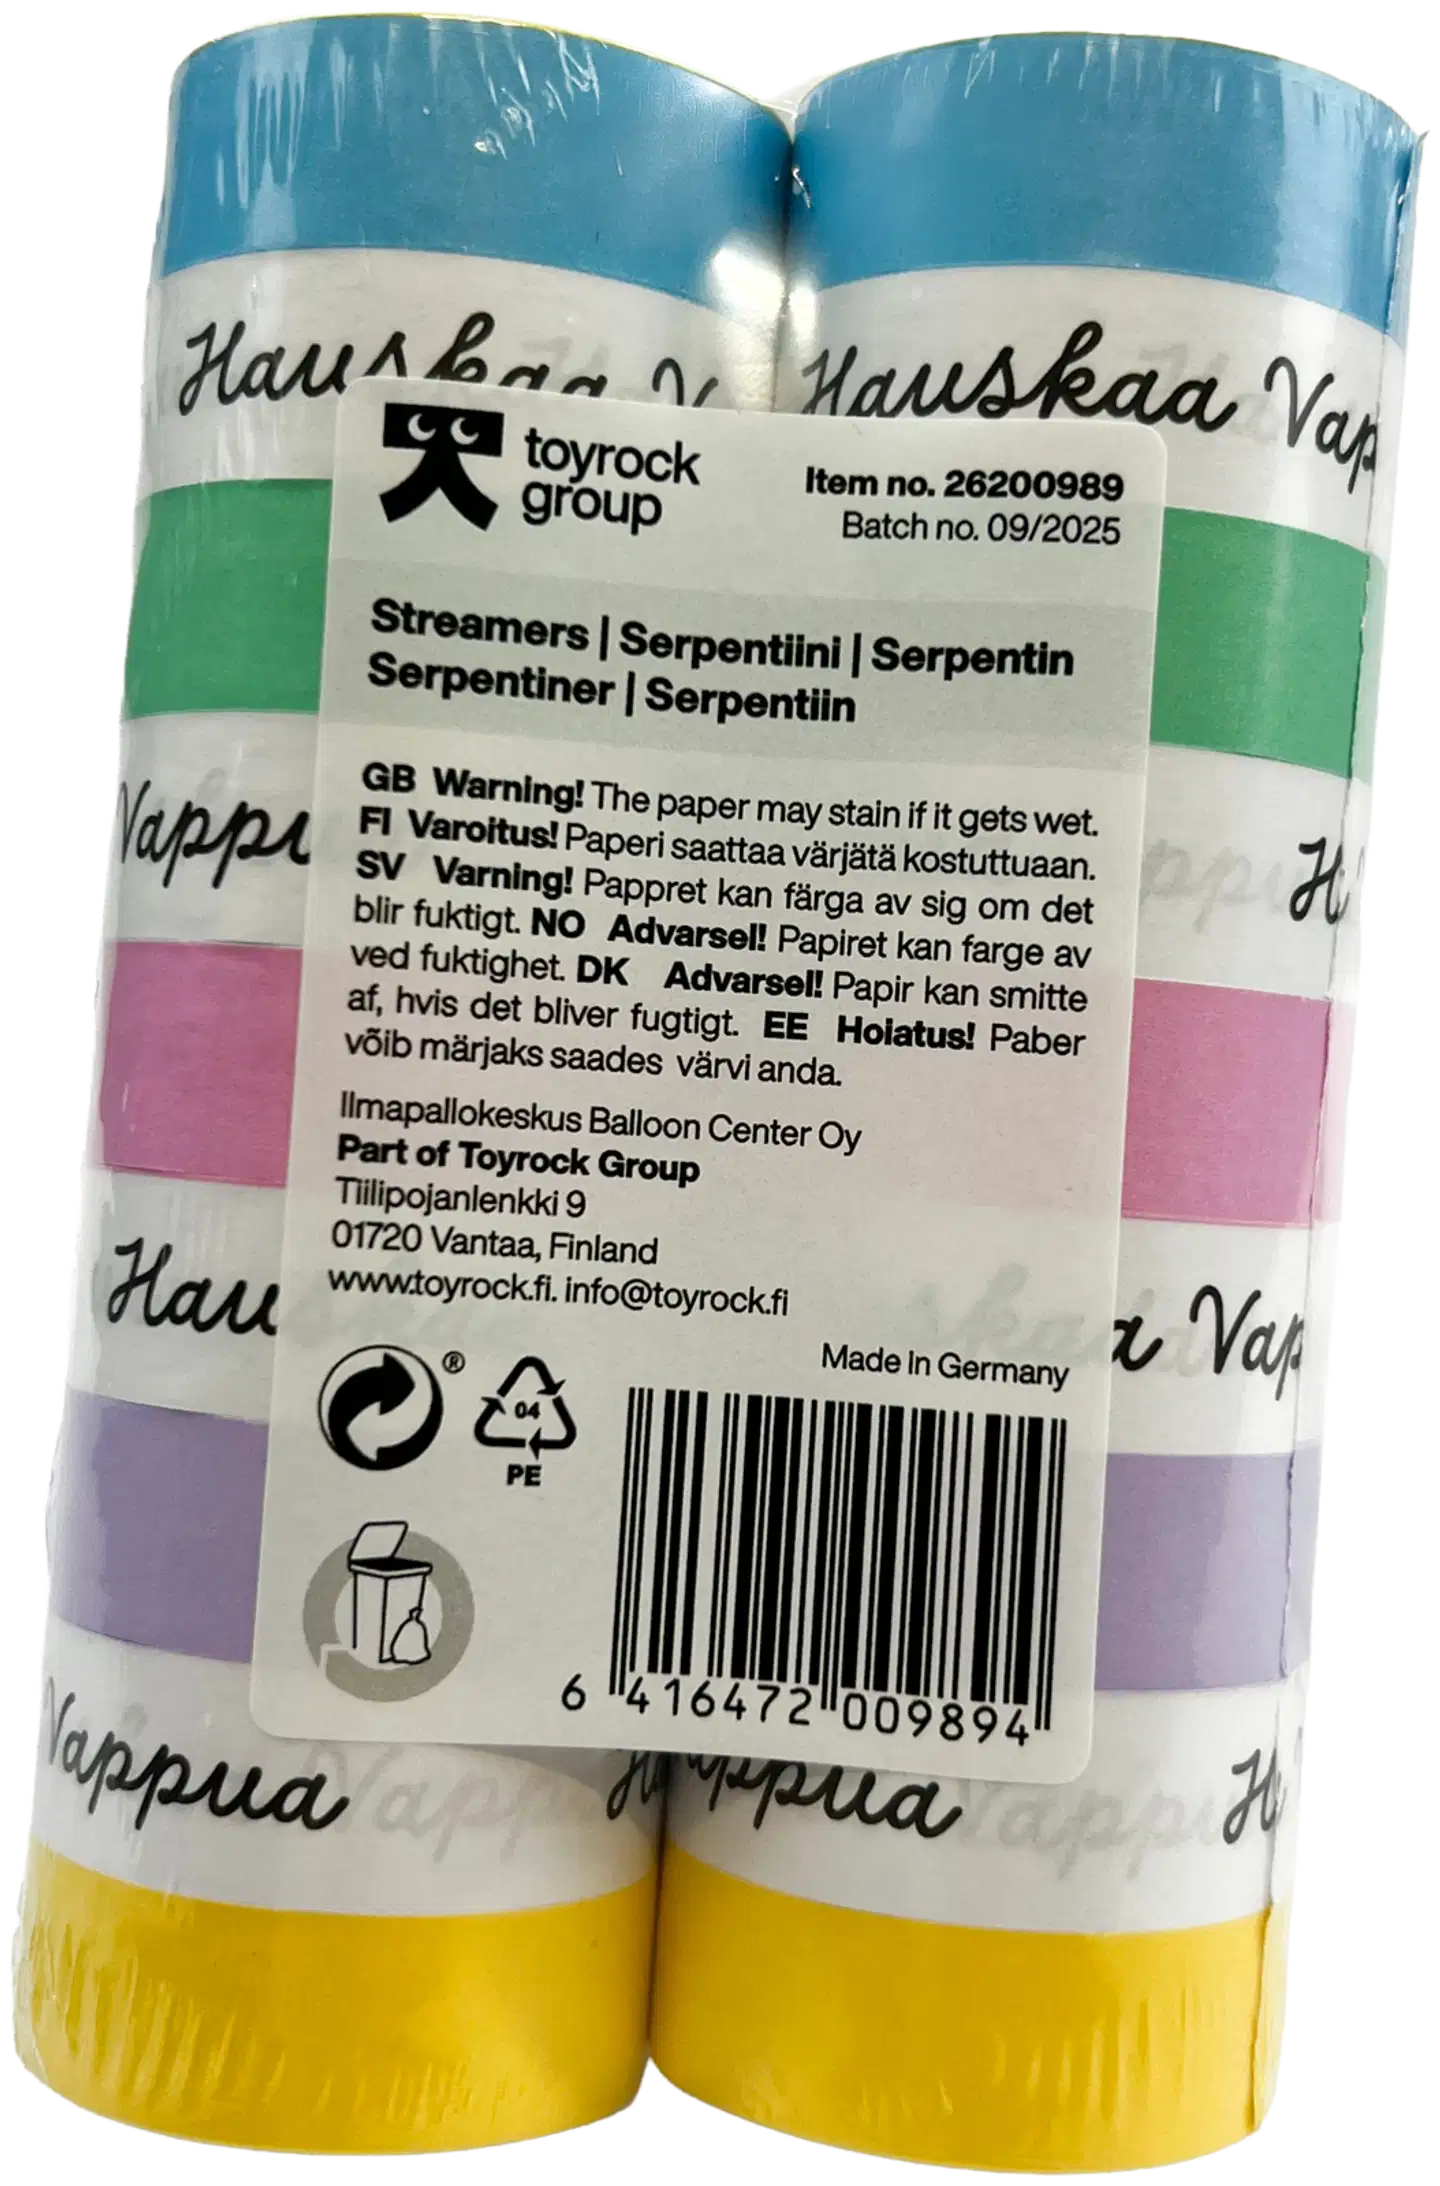 Hauskaa V
Hauskaa Vap
toyrock
group
Item no. 26200989
Batch no. 09/2025
Streamers | Serpentiini | Serpentin
Serpentiner | Serpentiin
GB Warning! The paper may stain if it gets wet.
FI Varoitus! Paperi saattaa värjätä kostuttuaan.
SV Varning! Pappret kan färga av sig om det
blir fuktigt. NO Advarsel! Papiret kan farge av
ved fuktighet. DK Advarsel! Papir kan smitte
af, hvis det bliver fugtigt. EE Hoiatus! Paber
võib märjaks saades värvi anda.
Ilmapallokeskus Balloon Center Oy
Part of Toyrock Group
Tiilipojanlenkki 9
01720 Vantaa, Finland
www.toyrock.fi. info@toyrock.fi
Made In Germany
®
04
PE
6 416472 009894
Vappu
H
Hau
a Vapp
Vappua
Ha
appua
H